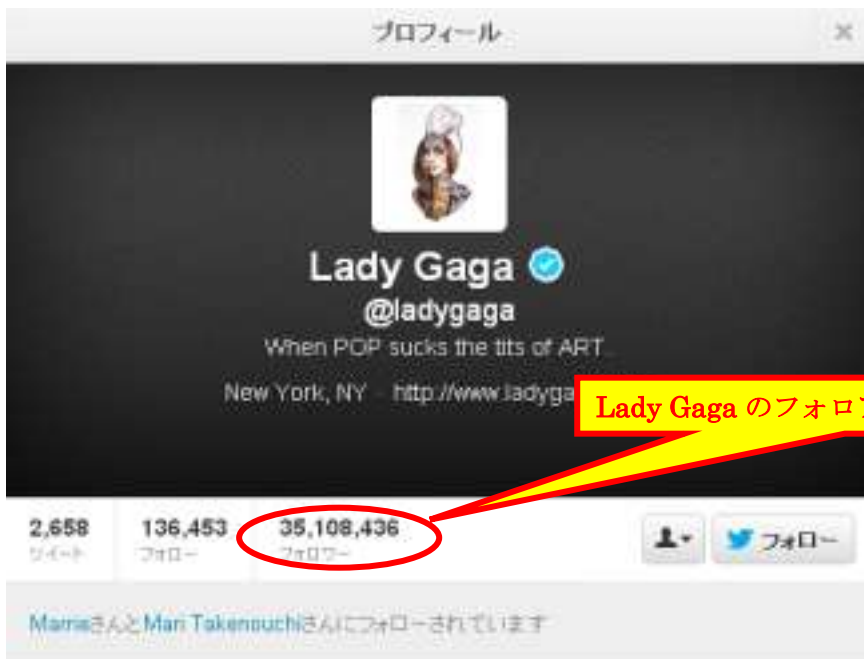 プロフィール ×
Lady Gaga
@ladygaga
When POP sucks the tits of ART.
New York, NY · http://www.ladyga
Lady Gaga のフォロ
2,658 136,453 35,108,436
ツイート フォロー フォロワー
フォロー
さんとMari Takenouchiさんにフォローされています